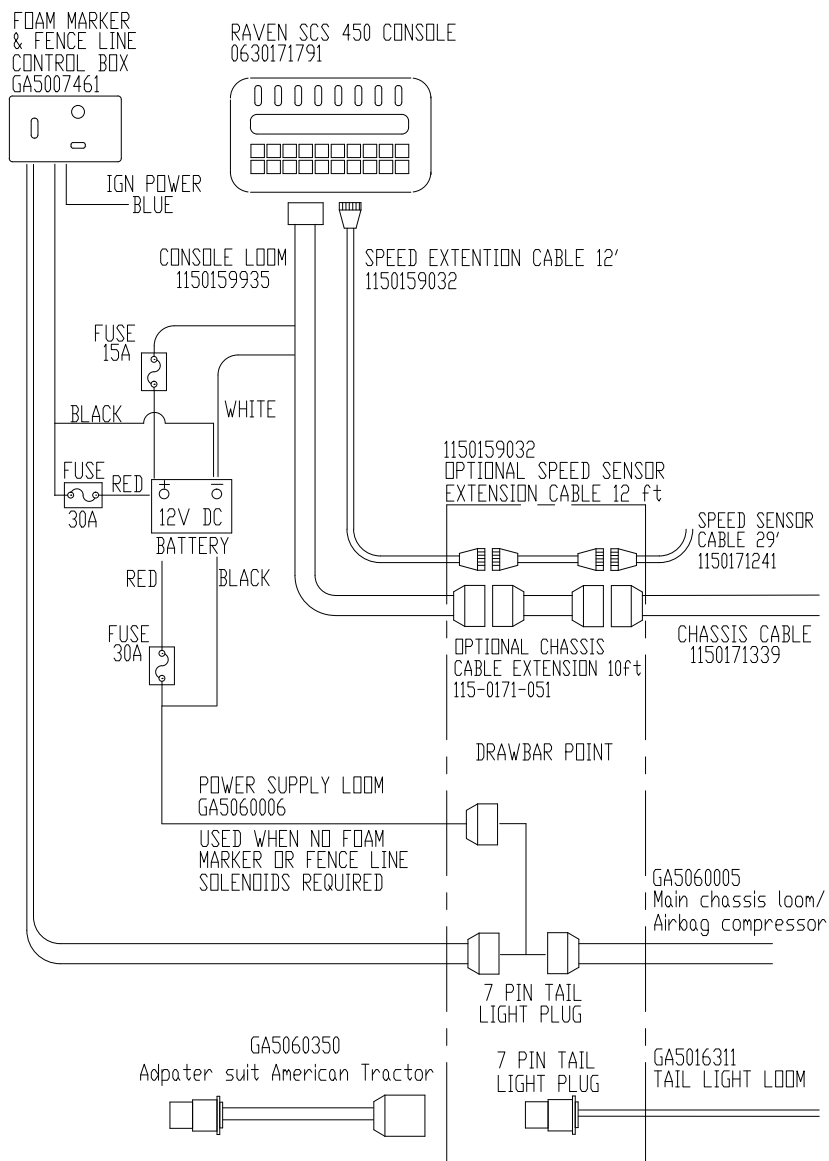 FOAM MARKER
& FENCE LINE
CONTROL BOX
GA5007461
RAVEN SCS 450 CONSOLE
0630171791
IGN POWER
BLUE
CONSOLE LOOM
1150159935
SPEED EXTENTION CABLE 12'
1150159032
FUSE
15A
BLACK
WHITE
FUSE
30A
RED
+
-
12V DC
BATTERY
RED
BLACK
FUSE
30A
1150159032
OPTIONAL SPEED SENSOR
EXTENSION CABLE 12 ft
SPEED SENSOR
CABLE 29'
1150171241
OPTIONAL CHASSIS
CABLE EXTENSION 10ft
115-0171-051
CHASSIS CABLE
1150171339
DRAWBAR POINT
POWER SUPPLY LOOM
GA5060006
USED WHEN NO FOAM
MARKER OR FENCE LINE
SOLENOIDS REQUIRED
GA5060005
Main chassis loom/
Airbag compressor
7 PIN TAIL
LIGHT PLUG
GA5060350
Adpater suit American Tractor
7 PIN TAIL
LIGHT PLUG
GA5016311
TAIL LIGHT LOOM